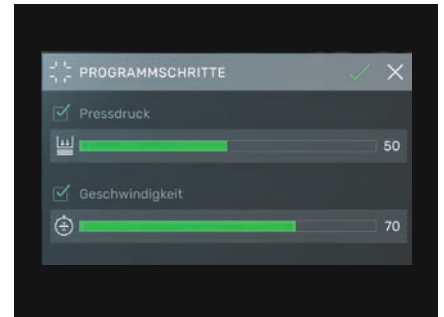 PROGRAMMSCHRITTE
Pressdruck
50
Geschwindigkeit
70